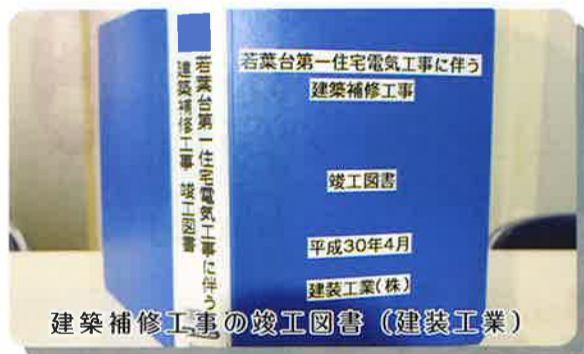 若葉台第一住宅電気工事に伴う
建築補修工事 竣工図書
若葉台第一住宅電気工事に伴う
建築補修工事
竣工図書
平成30年4月
建装工業(株)
建築補修工事の竣工図書（建装工業）